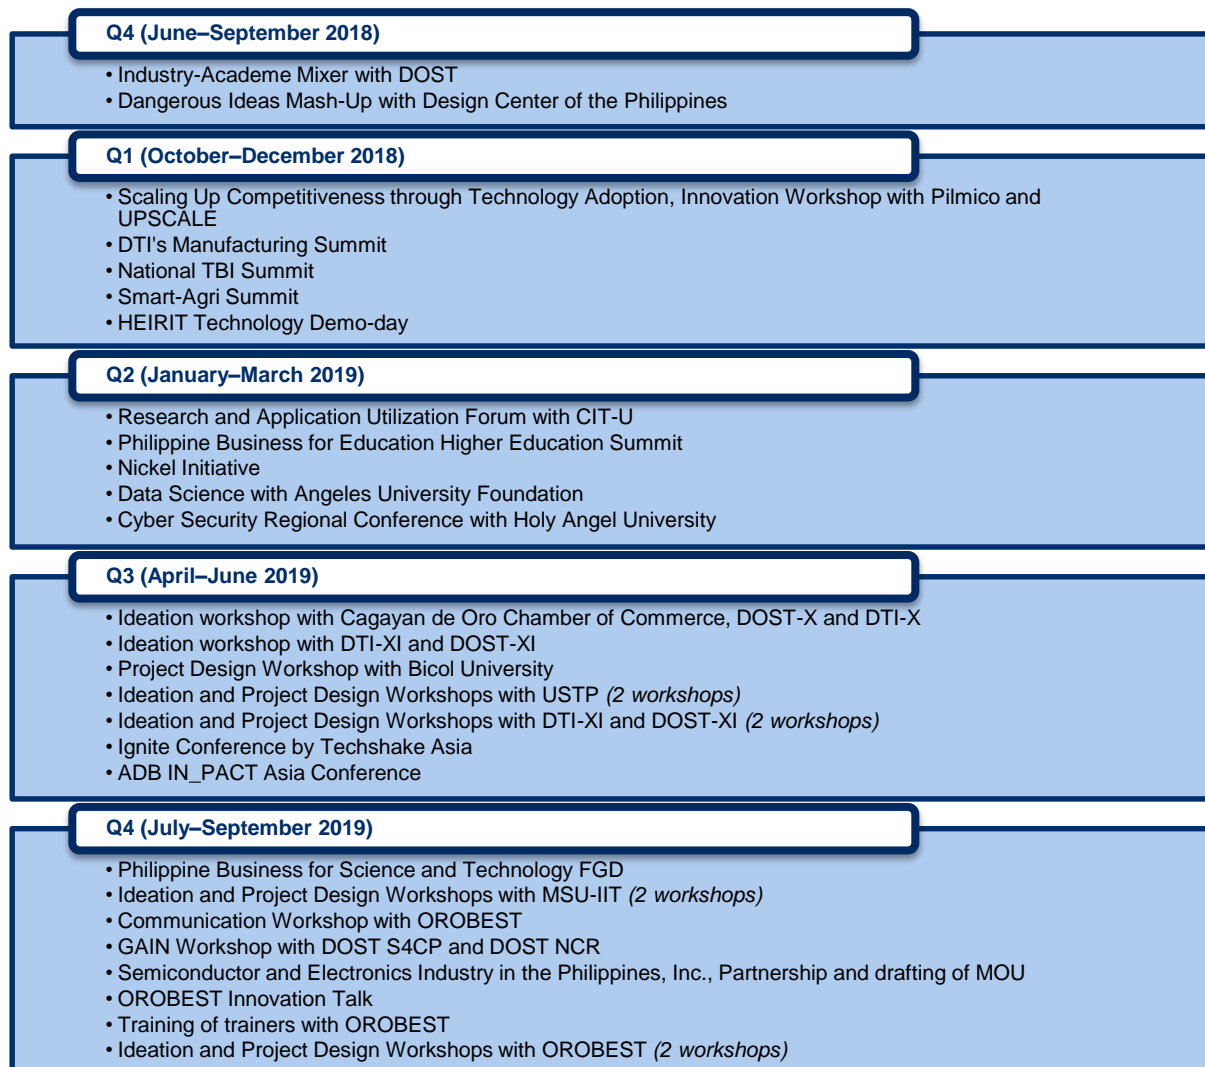 Q4 (June–September 2018)
• Industry-Academe Mixer with DOST
• Dangerous Ideas Mash-Up with Design Center of the Philippines
Q1 (October–December 2018)
• Scaling Up Competitiveness through Technology Adoption, Innovation Workshop with Pilmico and
UPSCALE
• DTI's Manufacturing Summit
• National TBI Summit
• Smart-Agri Summit
• HEIRIT Technology Demo-day
Q2 (January–March 2019)
• Research and Application Utilization Forum with CIT-U
• Philippine Business for Education Higher Education Summit
• Nickel Initiative
• Data Science with Angeles University Foundation
• Cyber Security Regional Conference with Holy Angel University
Q3 (April–June 2019)
• Ideation workshop with Cagayan de Oro Chamber of Commerce, DOST-X and DTI-X
• Ideation workshop with DTI-XI and DOST-XI
• Project Design Workshop with Bicol University
• Ideation and Project Design Workshops with USTP (2 workshops)
• Ideation and Project Design Workshops with DTI-XI and DOST-XI (2 workshops)
• Ignite Conference by Techshake Asia
• ADB IN_PACT Asia Conference
Q4 (July–September 2019)
• Philippine Business for Science and Technology FGD
• Ideation and Project Design Workshops with MSU-IIT (2 workshops)
• Communication Workshop with OROBEST
• GAIN Workshop with DOST S4CP and DOST NCR
• Semiconductor and Electronics Industry in the Philippines, Inc., Partnership and drafting of MOU
• OROBEST Innovation Talk
• Training of trainers with OROBEST
• Ideation and Project Design Workshops with OROBEST (2 workshops)